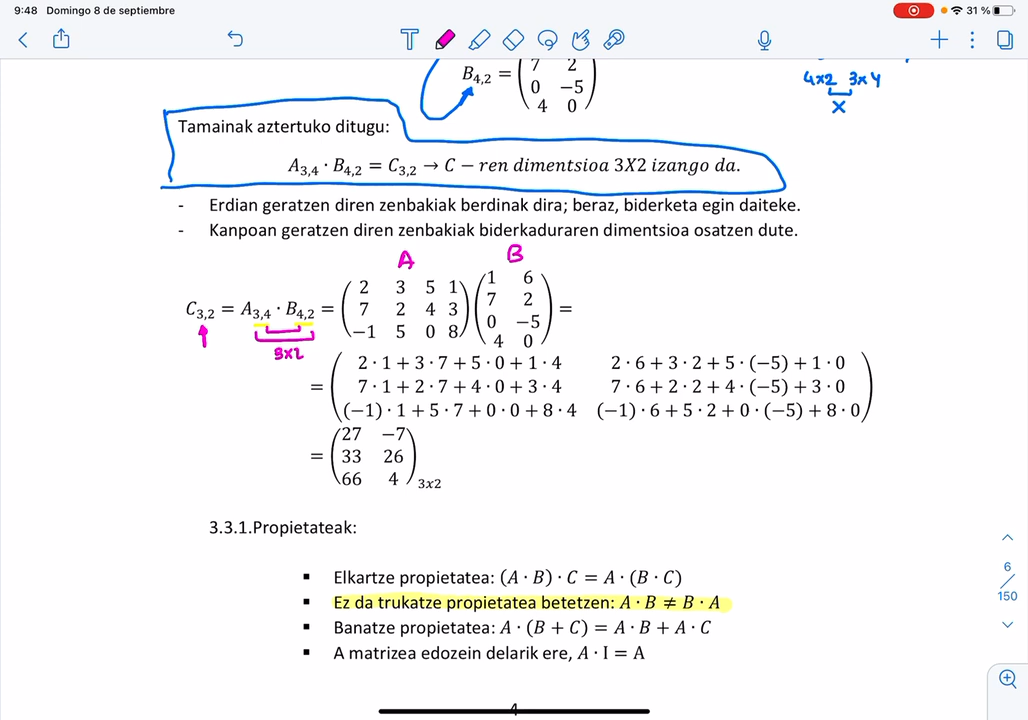 9:48 Domingo 8 de septiembre 31 %
T
B4,2 = ( 7 2
0 −5
4 0 )
4x2 3x4
x
Tamainak aztertuko ditugu:
A3,4 · B4,2 = C3,2 → C − ren dimentsioa 3X2 izango da.
- Erdian geratzen diren zenbakiak berdinak dira; beraz, biderketa egin daiteke.
- Kanpoan geratzen diren zenbakiak biderkaduraren dimentsioa osatzen dute.
A B
C3,2 = A3,4 · B4,2 = ( 2 3 5 1 ) ( 1 6 ) =
7 2 4 3 7 2
−1 5 0 8 0 −5
4 0
3x2
= ( 2 · 1 + 3 · 7 + 5 · 0 + 1 · 4 2 · 6 + 3 · 2 + 5 · (−5) + 1 · 0
7 · 1 + 2 · 7 + 4 · 0 + 3 · 4 7 · 6 + 2 · 2 + 4 · (−5) + 3 · 0
(−1) · 1 + 5 · 7 + 0 · 0 + 8 · 4 (−1) · 6 + 5 · 2 + 0 · (−5) + 8 · 0 )
= ( 27 −7
33 26
66 4 ) 3x2
3.3.1.Propietateak:
▪ Elkartze propietatea: (A · B) · C = A · (B · C)
▪ Ez da trukatze propietatea betetzen: A · B ≠ B · A
▪ Banatze propietatea: A · (B + C) = A · B + A · C
▪ A matrizea edozein delarik ere, A · I = A
6
150